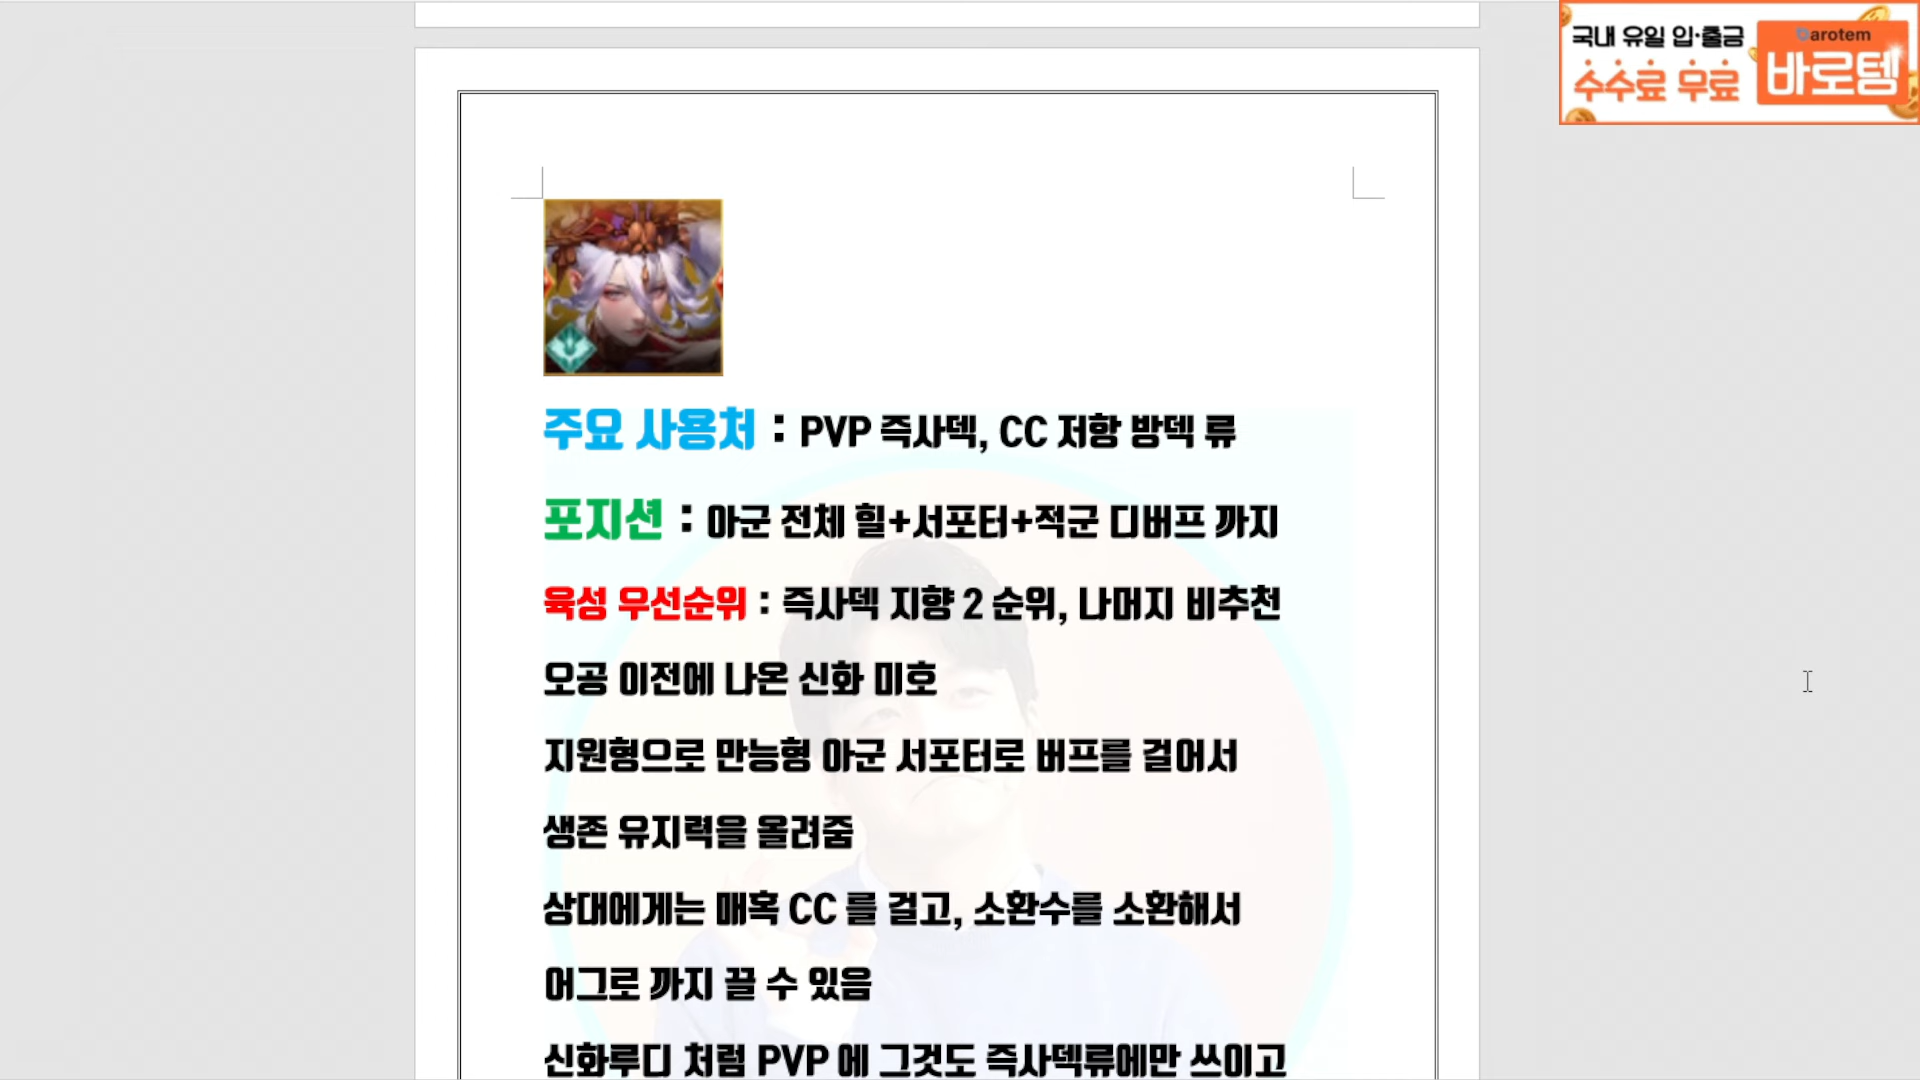 국내 유일 입·출금
수수료 무료
barotem
바로템
주요 사용처 : PVP 즉사덱, CC 저항 방덱 류
포지션 : 아군 전체 힐+서포터+적군 디버프 까지
육성 우선순위 : 즉사덱 지향 2 순위, 나머지 비추천
오공 이전에 나온 신화 미호
지원형으로 만능형 아군 서포터로 버프를 걸어서
생존 유지력을 올려줌
상대에게는 매혹 CC 를 걸고, 소환수를 소환해서
어그로 까지 끌 수 있음
신화루디 처럼 PVP 에 그것도 즉사덱류에만 쓰이고